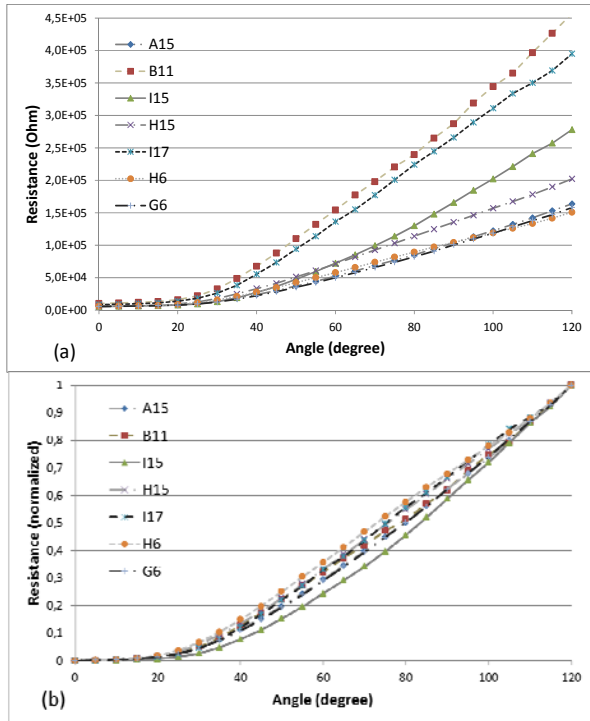 4,5E+05
4,0E+05
3,5E+05
3,0E+05
2,5E+05
2,0E+05
1,5E+05
1,0E+05
5,0E+04
0,0E+00
Resistance (Ohm)
A15
B11
I15
H15
I17
H6
G6
0 20 40 60 80 100 120
(a)
Angle (degree)
1
0,9
0,8
0,7
0,6
0,5
0,4
0,3
0,2
0,1
0
Resistance (normalized)
A15
B11
I15
H15
I17
H6
G6
0 20 40 60 80 100 120
(b)
Angle (degree)